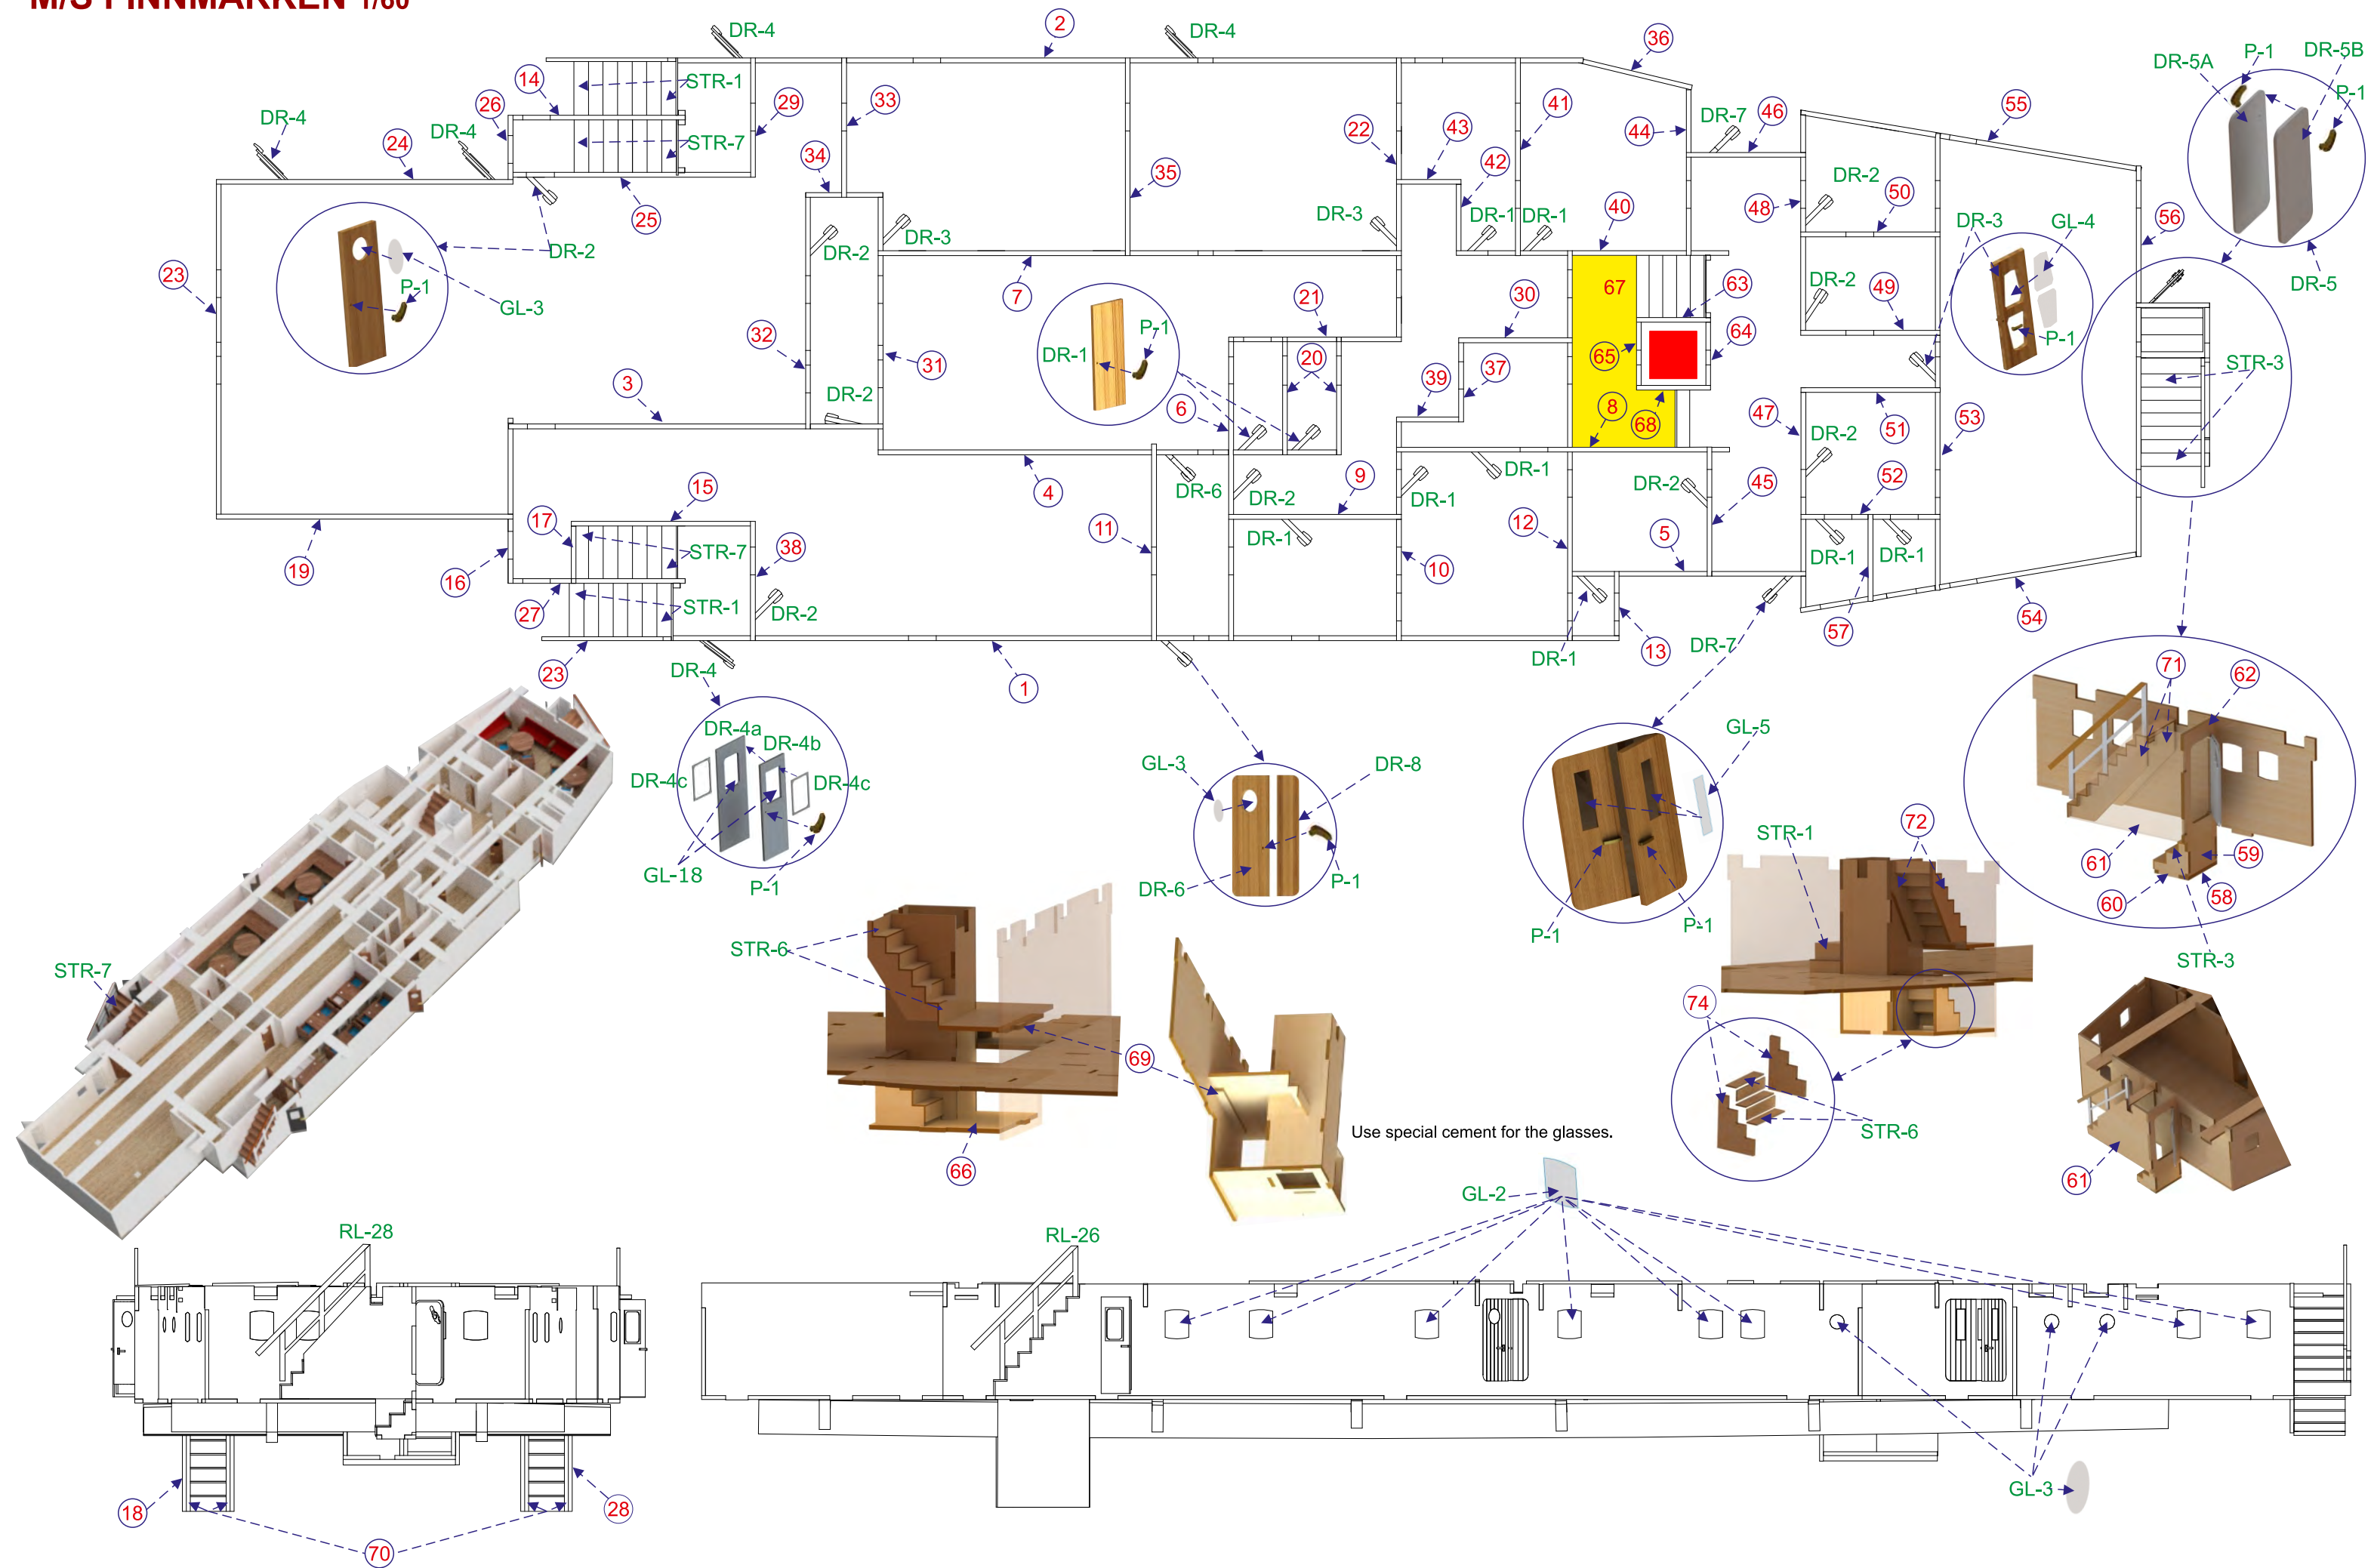 M/S FINNMARKEN 1/60
2
DR-4
DR-4
36
P-1
DR-5B
DR-5A
P-1
14
STR-1
26
29
33
41
55
DR-4
DR-4
24
STR-7
22
43
44
DR-7
46
34
42
35
DR-2
50
25
DR-3
DR-1
DR-1
40
48
DR-3
GL-4
56
DR-3
DR-2
DR-2
23
P-1
GL-3
7
21
30
67
63
DR-2
49
DR-5
32
P-1
DR-1
31
20
65
64
P-1
3
DR-2
39
37
STR-3
6
8
68
47
DR-2
51
53
4
DR-6
DR-2
9
DR-1
DR-1
DR-2
45
52
15
17
STR-7
38
11
DR-1
12
5
DR-1
DR-1
19
16
10
27
STR-1
DR-2
54
57
23
DR-4
1
DR-1
13
DR-7
71
62
DR-4a
DR-4b
DR-4c
DR-4c
GL-3
DR-8
GL-5
STR-1
72
61
59
GL-18
P-1
DR-6
P-1
60
58
P-1
P-1
STR-6
STR-3
STR-7
74
69
Use special cement for the glasses.
STR-6
66
61
GL-2
RL-28
RL-26
18
28
GL-3
70